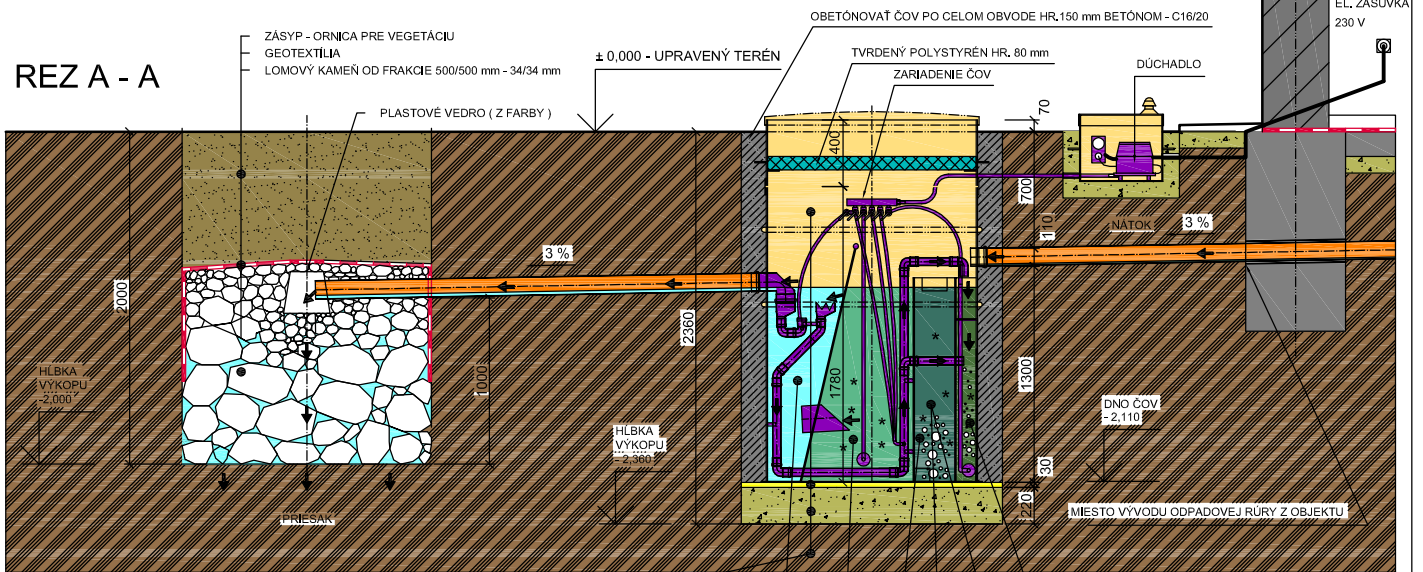 REZ A - A
ZÁSYP - ORNICA PRE VEGETÁCIU
GEOTEXTÍLIA
LOMOVÝ KAMEŇ OD FRAKCIE 500/500 mm - 34/34 mm
PLASTOVÉ VEDRO ( Z FARBY )
± 0,000 - UPRAVENÝ TERÉN
OBETÓNOVAŤ ČOV PO CELOM OBVODE HR.150 mm BETÓNOM - C16/20
TVRDENÝ POLYSTYRÉN HR. 80 mm
ZARIADENIE ČOV
DÚCHADLO
EL. ZÁSUVKA
230 V
70
400
700
110
NÁTOK
3 %
3 %
2000
2360
1000
1780
1300
HĹBKA
VÝKOPU
-2,000
HĹBKA
VÝKOPU
- 2,360
DNO ČOV
- 2,110
30
220
PRIESAK
MIESTO VÝVODU ODPADOVEJ RÚRY Z OBJEKTU